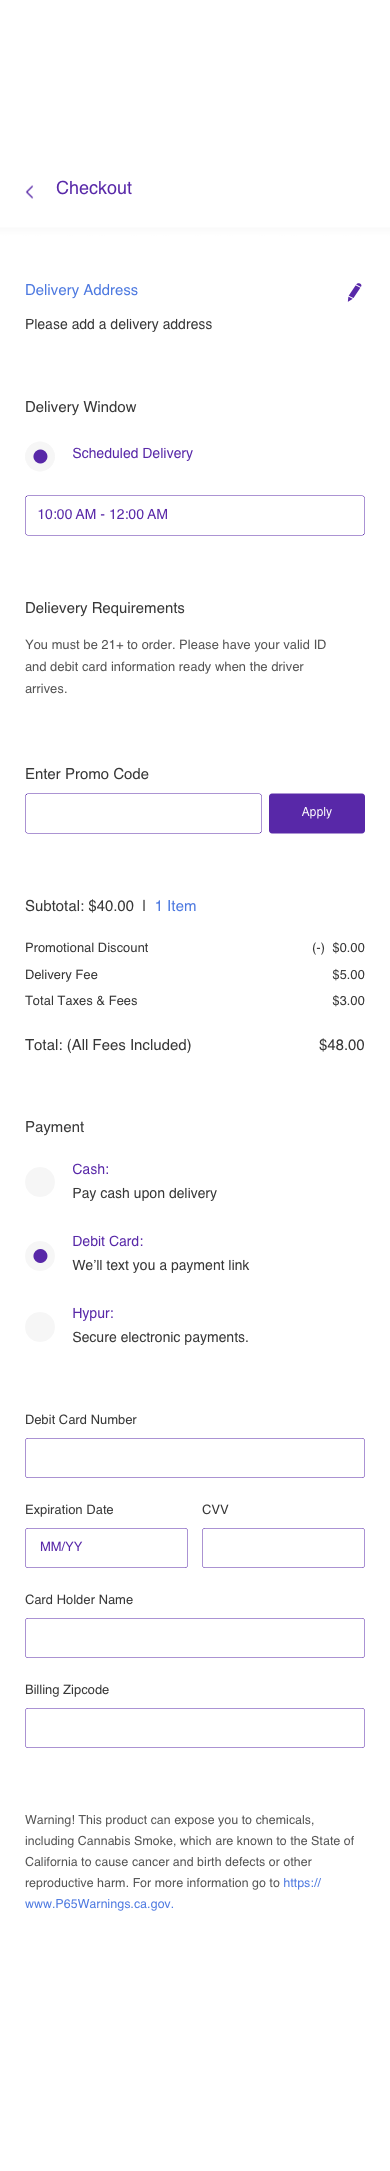 Checkout
Delivery Address
Please add a delivery address
Delivery Window
Scheduled Delivery
10:00 AM - 12:00 AM
Delievery Requirements
You must be 21+ to order. Please have your valid ID
and debit card information ready when the driver
arrives.
Enter Promo Code
Apply
Subtotal: $40.00 | 1 Item
Promotional Discount (-) $0.00
Delivery Fee $5.00
Total Taxes & Fees $3.00
Total: (All Fees Included) $48.00
Payment
Cash:
Pay cash upon delivery
Debit Card:
We'll text you a payment link
Hypur:
Secure electronic payments.
Debit Card Number
Expiration Date CVV
MM/YY
Card Holder Name
Billing Zipcode
Warning! This product can expose you to chemicals,
including Cannabis Smoke, which are known to the State of
California to cause cancer and birth defects or other
reproductive harm. For more information go to https://
www.P65Warnings.ca.gov.